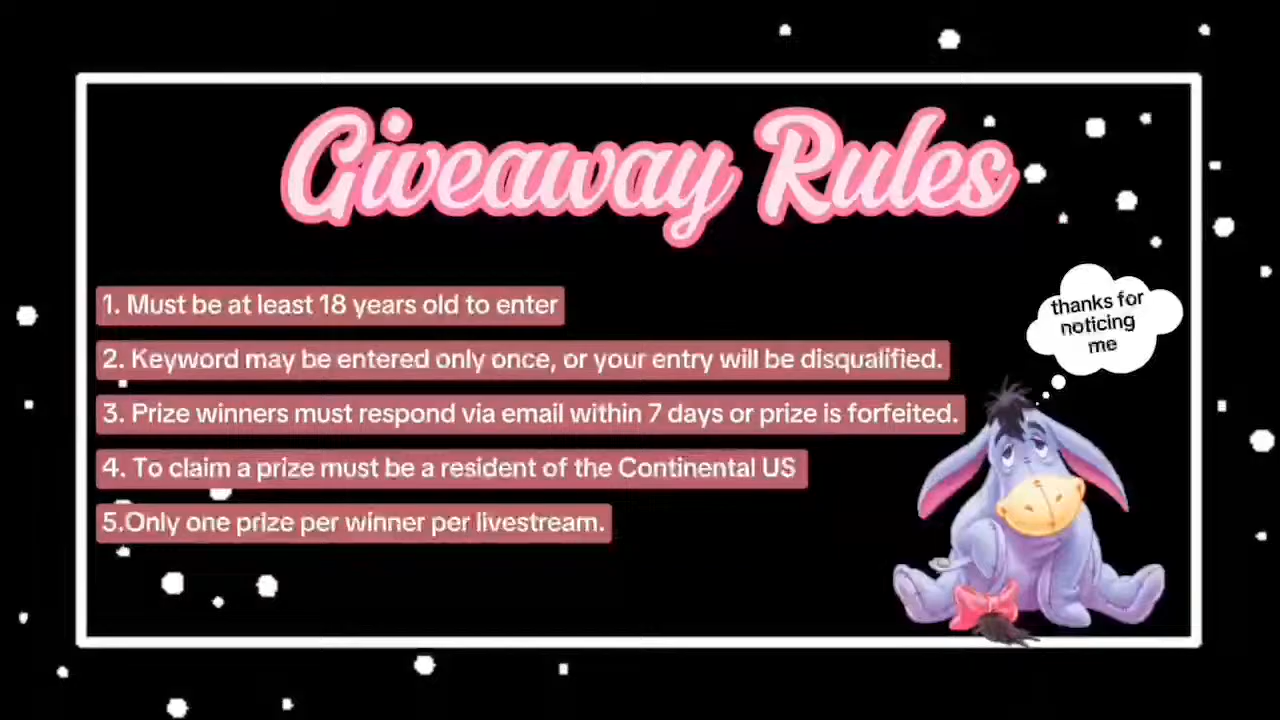 Giveaway Rules
1. Must be at least 18 years old to enter
2. Keyword may be entered only once, or your entry will be disqualified.
3. Prize winners must respond via email within 7 days or prize is forfeited.
4. To claim a prize must be a resident of the Continental US
5.Only one prize per winner per livestream.
thanks for
noticing
me